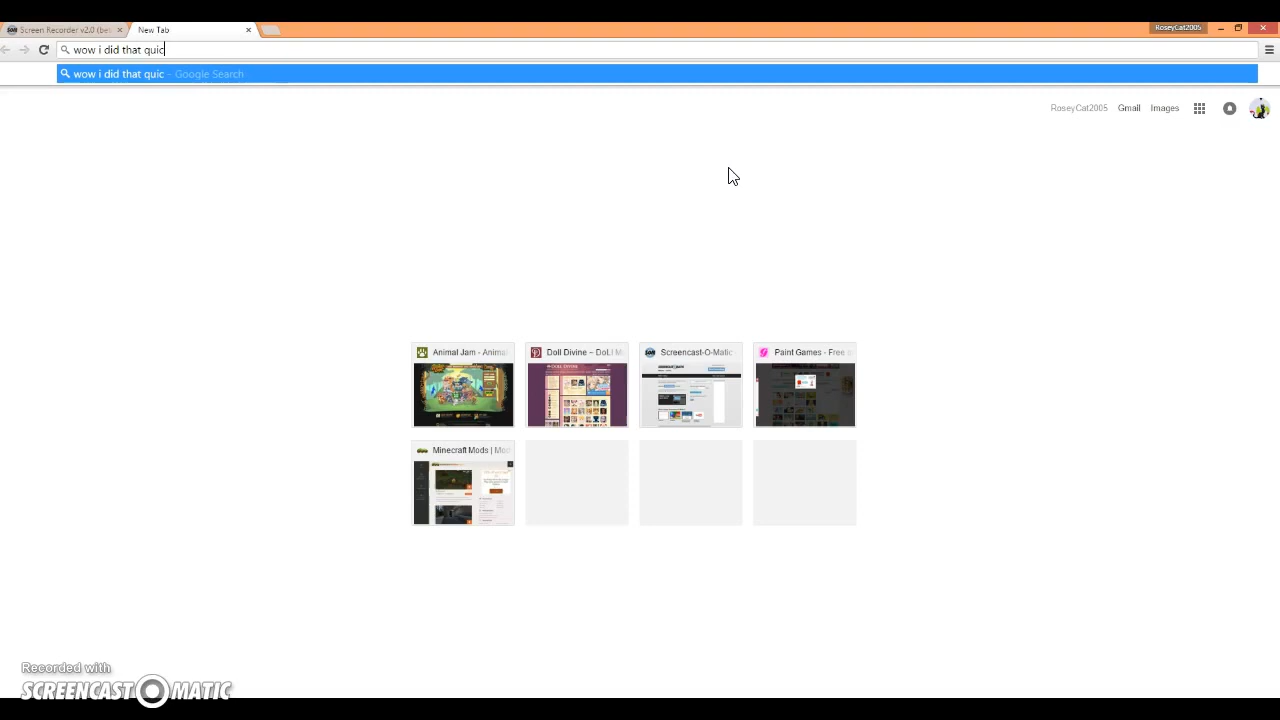 Screen Recorder v2.0 (bet
New Tab
RoseyCat2005
wow i did that quic
wow i did that quic - Google Search
RoseyCat2005 Gmail Images
Animal Jam - Anima
Doll Divine – DoLl M
Screencast-O-Matic
Paint Games - Free o
Minecraft Mods | Mo
Recorded with
SCREENCAST-O-MATIC